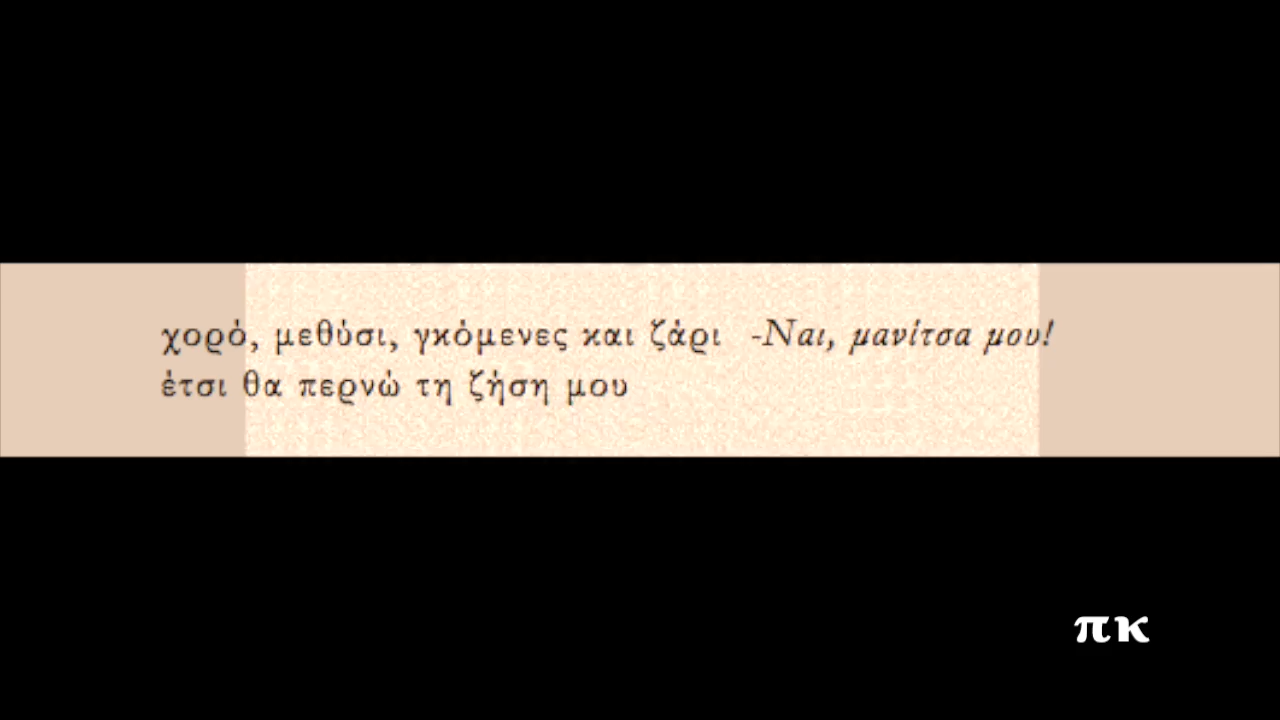 χορό, μεθύσι, γκόμενες και ζάρι -Ναι, μανίτσα μου!
έτσι θα περνώ τη ζήση μου
πκ